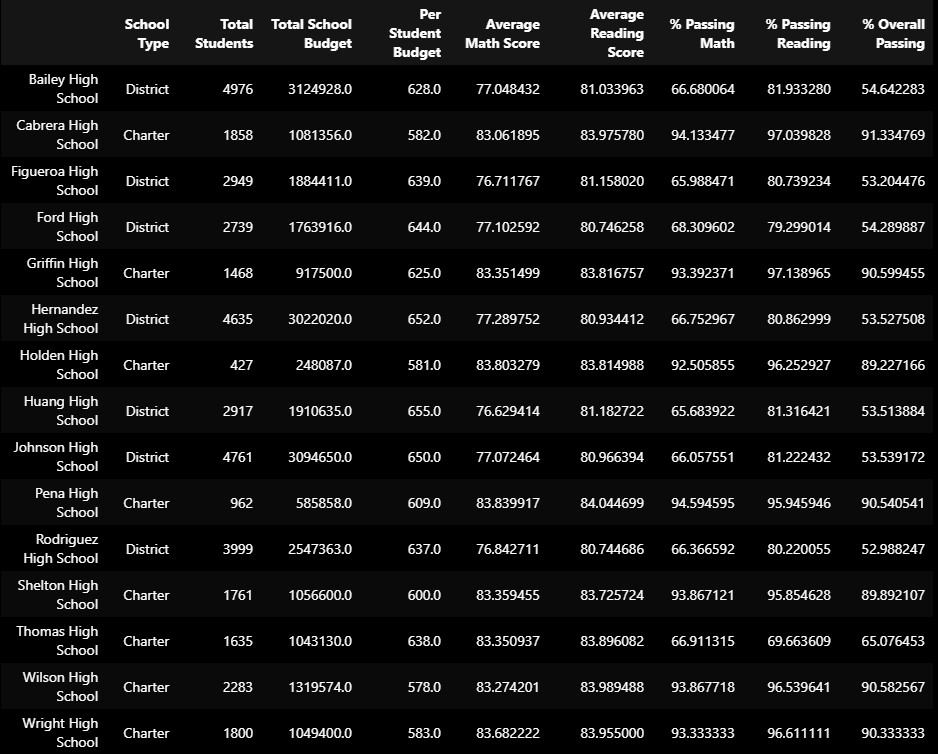 School Type | Total Students | Total School Budget | Per Student Budget | Average Math Score | Average Reading Score | % Passing Math | % Passing Reading | % Overall Passing
Bailey High School | District | 4976 | 3124928.0 | 628.0 | 77.048432 | 81.033963 | 66.680064 | 81.933280 | 54.642283
Cabrera High School | Charter | 1858 | 1081356.0 | 582.0 | 83.061895 | 83.975780 | 94.133477 | 97.039828 | 91.334769
Figueroa High School | District | 2949 | 1884411.0 | 639.0 | 76.711767 | 81.158020 | 65.988471 | 80.739234 | 53.204476
Ford High School | District | 2739 | 1763916.0 | 644.0 | 77.102592 | 80.746258 | 68.309602 | 79.299014 | 54.289887
Griffin High School | Charter | 1468 | 917500.0 | 625.0 | 83.351499 | 83.816757 | 93.392371 | 97.138965 | 90.599455
Hernandez High School | District | 4635 | 3022020.0 | 652.0 | 77.289752 | 80.934412 | 66.752967 | 80.862999 | 53.527508
Holden High School | Charter | 427 | 248087.0 | 581.0 | 83.803279 | 83.814988 | 92.505855 | 96.252927 | 89.227166
Huang High School | District | 2917 | 1910635.0 | 655.0 | 76.629414 | 81.182722 | 65.683922 | 81.316421 | 53.513884
Johnson High School | District | 4761 | 3094650.0 | 650.0 | 77.072464 | 80.966394 | 66.057551 | 81.222432 | 53.539172
Pena High School | Charter | 962 | 585858.0 | 609.0 | 83.839917 | 84.044699 | 94.594595 | 95.945946 | 90.540541
Rodriguez High School | District | 3999 | 2547363.0 | 637.0 | 76.842711 | 80.744686 | 66.366592 | 80.220055 | 52.988247
Shelton High School | Charter | 1761 | 1056600.0 | 600.0 | 83.359455 | 83.725724 | 93.867121 | 95.854628 | 89.892107
Thomas High School | Charter | 1635 | 1043130.0 | 638.0 | 83.350937 | 83.896082 | 66.911315 | 69.663609 | 65.076453
Wilson High School | Charter | 2283 | 1319574.0 | 578.0 | 83.274201 | 83.989488 | 93.867718 | 96.539641 | 90.582567
Wright High School | Charter | 1800 | 1049400.0 | 583.0 | 83.682222 | 83.955000 | 93.333333 | 96.611111 | 90.333333